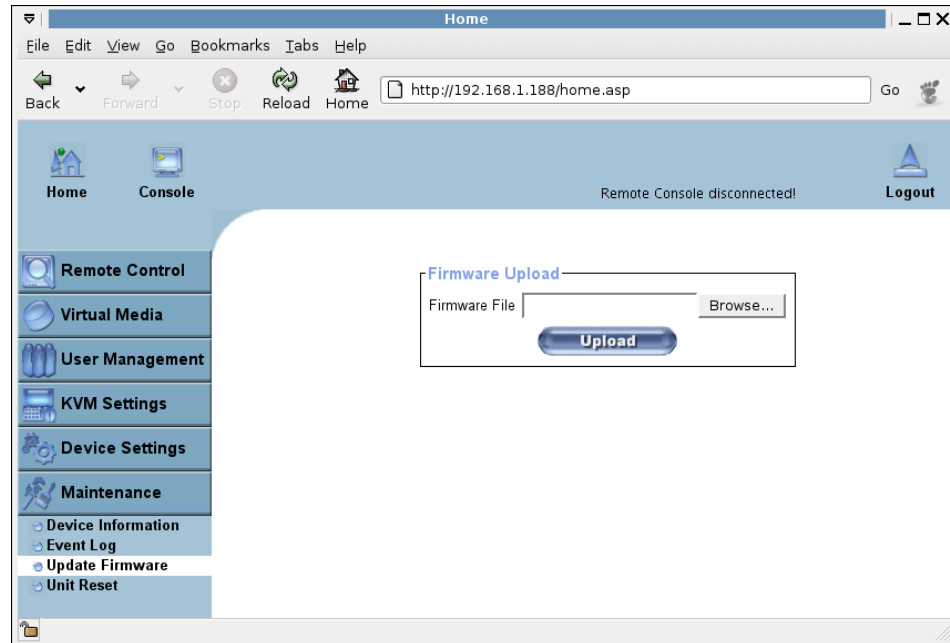 Home
File Edit View Go Bookmarks Tabs Help
Back Forward Stop Reload Home http://192.168.1.188/home.asp Go
Home Console Remote Console disconnected! Logout
Remote Control
Virtual Media
User Management
KVM Settings
Device Settings
Maintenance
Device Information
Event Log
Update Firmware
Unit Reset
Firmware Upload
Firmware File Browse...
Upload